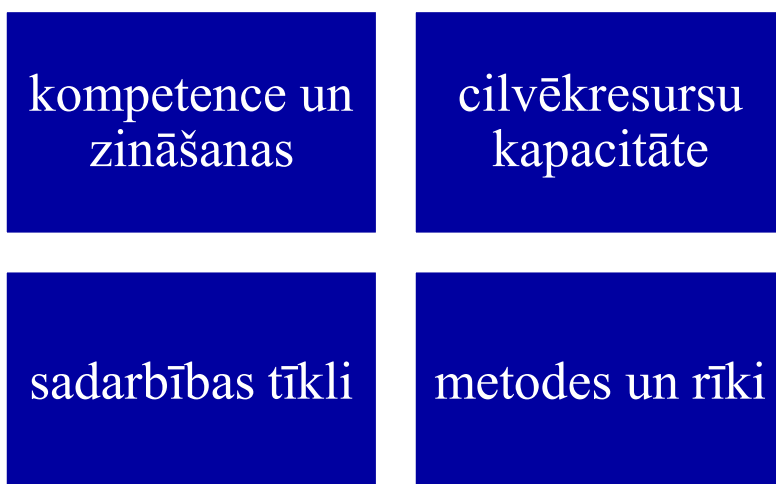 kompetence un
zināšanas
cilvēkresursu
kapacitāte
sadarbības tīkli
metodes un rīki